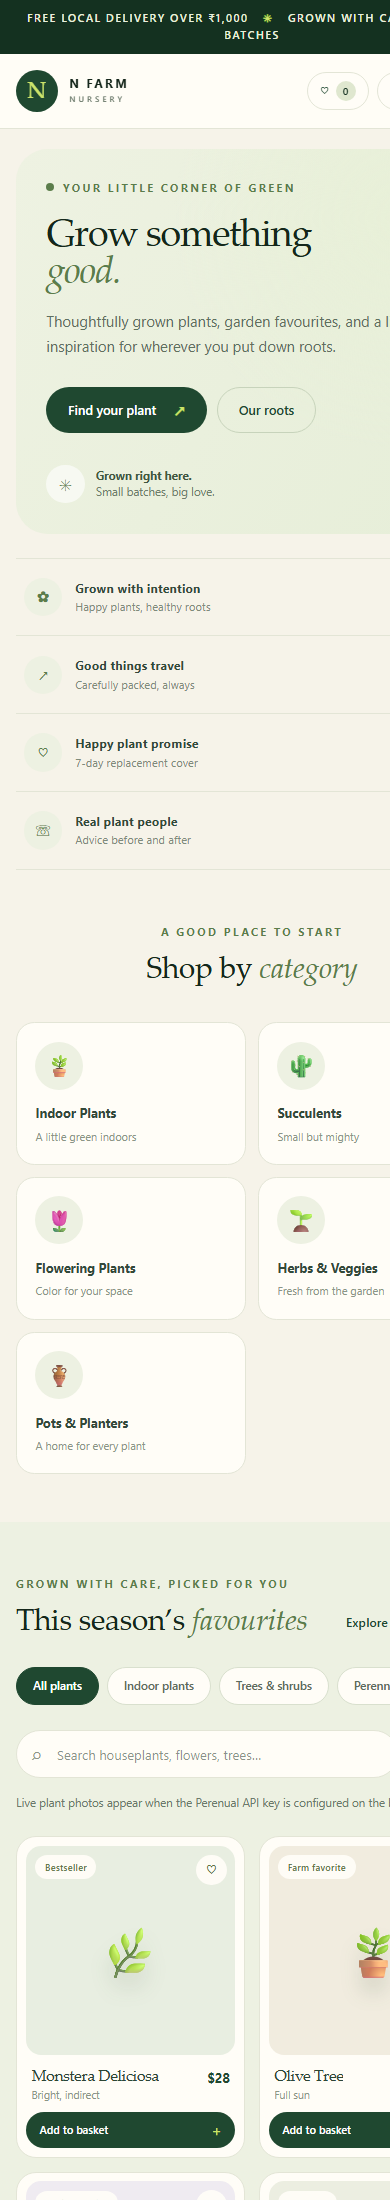 FREE LOCAL DELIVERY OVER ₹1,000 ✷ GROWN WITH
BATCHES
N
N FARM
NURSERY
♡ 0
YOUR LITTLE CORNER OF GREEN
Grow something
good.
Thoughtfully grown plants, garden favourites, and a
inspiration for wherever you put down roots.
Find your plant ↗
Our roots
Grown right here.
Small batches, big love.
Grown with intention
Happy plants, healthy roots
Good things travel
Carefully packed, always
Happy plant promise
7-day replacement cover
Real plant people
Advice before and after
A GOOD PLACE TO START
Shop by category
Indoor Plants
A little green indoors
Succulents
Small but mighty
Flowering Plants
Color for your space
Herbs & Veggies
Fresh from the garden
Pots & Planters
A home for every plant
GROWN WITH CARE, PICKED FOR YOU
This season's favourites
Explore
All plants
Indoor plants
Trees & shrubs
Perenn
Search houseplants, flowers, trees...
Live plant photos appear when the Perenual API key is configured on the
Bestseller
Farm favorite
Monstera Deliciosa
$28
Bright, indirect
Add to basket +
Olive Tree
Full sun
Add to basket